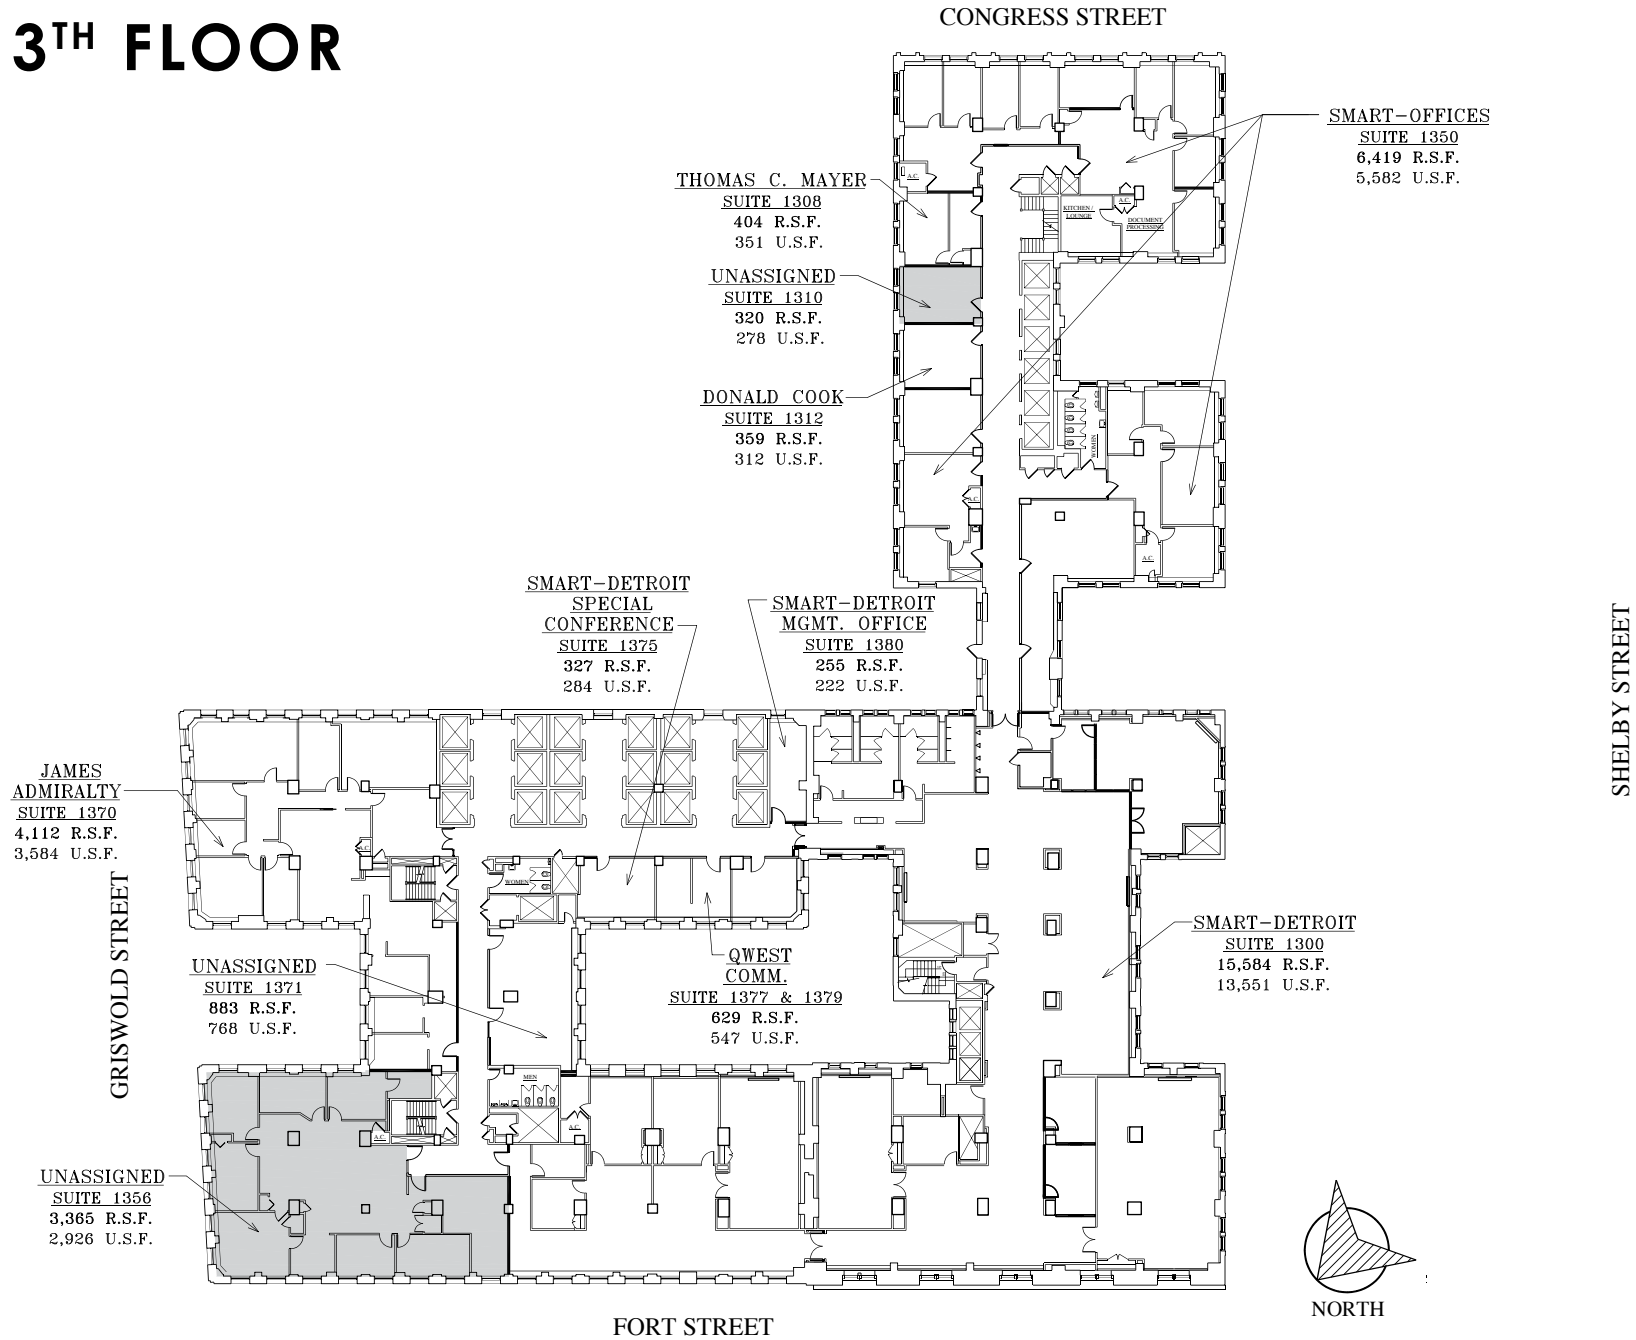 CONGRESS STREET
3TH FLOOR
SMART-OFFICES
SUITE 1350
6,419 R.S.F.
5,582 U.S.F.
THOMAS C. MAYER
SUITE 1308
404 R.S.F.
351 U.S.F.
A.C.
A.C.
KITCHEN /
LOUNGE
DOCUMENT
PROCESSING
UNASSIGNED
SUITE 1310
320 R.S.F.
278 U.S.F.
DONALD COOK
SUITE 1312
359 R.S.F.
312 U.S.F.
WOMEN
A.C.
A.C.
SMART-DETROIT
SPECIAL
CONFERENCE
SUITE 1375
327 R.S.F.
284 U.S.F.
SMART-DETROIT
MGMT. OFFICE
SUITE 1380
255 R.S.F.
222 U.S.F.
SHELBY STREET
JAMES
ADMIRALTY
SUITE 1370
4,112 R.S.F.
3,584 U.S.F.
A.C.
WOMEN
GRISWOLD STREET
UNASSIGNED
SUITE 1371
883 R.S.F.
768 U.S.F.
QWEST
COMM.
SUITE 1377 & 1379
629 R.S.F.
547 U.S.F.
SMART-DETROIT
SUITE 1300
15,584 R.S.F.
13,551 U.S.F.
MEN
A.C.
A.C.
UNASSIGNED
SUITE 1356
3,365 R.S.F.
2,926 U.S.F.
NORTH
FORT STREET